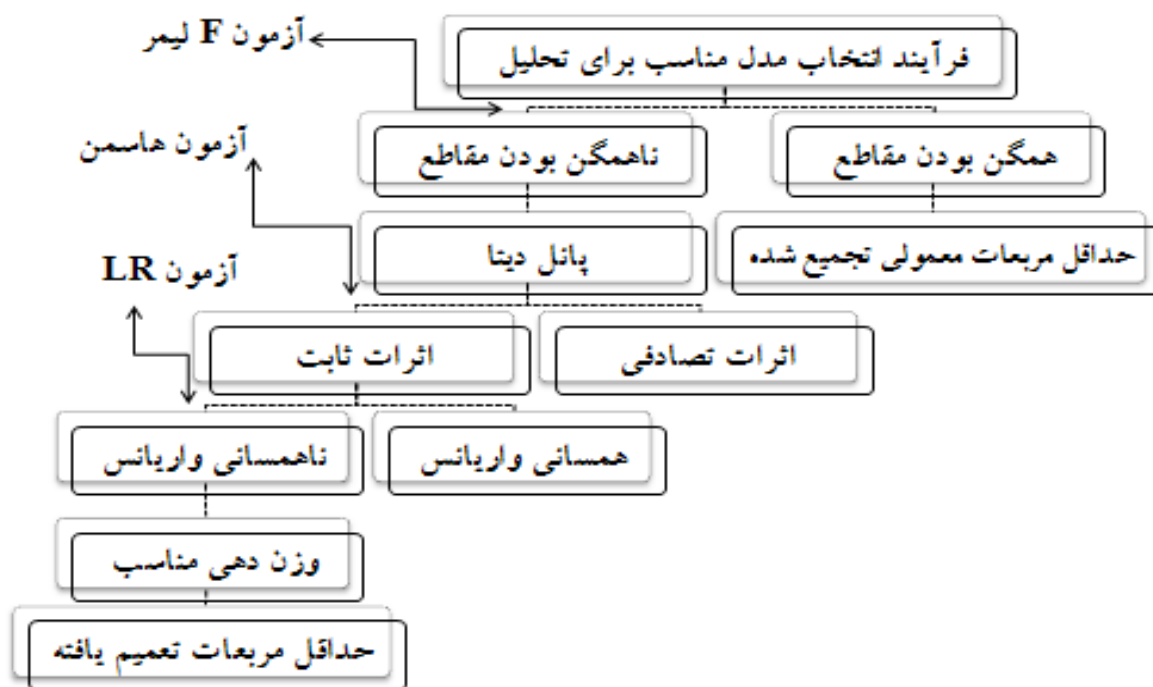 آزمون F لیمر
فرآیند انتخاب مدل مناسب برای تحلیل
آزمون هاسمن
همگن بودن مقاطع
ناهمگن بودن مقاطع
حداقل مربعات معمولی تجمیع شده
پانل دیتا
آزمون LR
اثرات تصادفی
اثرات ثابت
همسانی واریانس
ناهمسانی واریانس
وزن دهی مناسب
حداقل مربعات تعمیم یافته